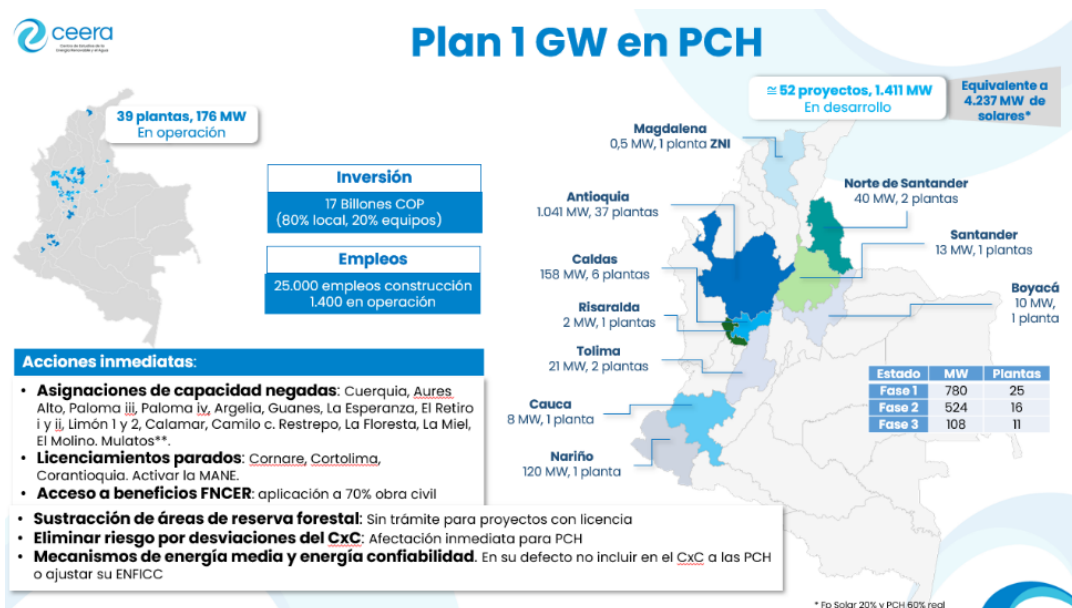 ceera
Centro de Estudios de la
Energía Renovable y el Agua
Plan 1 GW en PCH
39 plantas, 176 MW
En operación
≅ 52 proyectos, 1.411 MW
En desarrollo
Equivalente a
4.237 MW de
solares*
Inversión
17 Billones COP
(80% local, 20% equipos)
Empleos
25.000 empleos construcción
1.400 en operación
Magdalena
0,5 MW, 1 planta ZNI
Antioquia
1.041 MW, 37 plantas
Caldas
158 MW, 6 plantas
Risaralda
2 MW, 1 plantas
Tolima
21 MW, 2 plantas
Cauca
8 MW, 1 planta
Nariño
120 MW, 1 planta
Norte de Santander
40 MW, 2 plantas
Santander
13 MW, 1 plantas
Boyacá
10 MW,
1 planta
Estado MW Plantas
Fase 1 780 25
Fase 2 524 16
Fase 3 108 11
Acciones inmediatas:
• Asignaciones de capacidad negadas: Cuerquia, Aures
Alto, Paloma iii, Paloma iv, Argelia, Guanes, La Esperanza, El Retiro
i y ii, Limón 1 y 2, Calamar, Camilo c. Restrepo, La Floresta, La Miel,
El Molino. Mulatos**.
• Licenciamientos parados: Cornare, Cortolima,
Corantioquia. Activar la MANE.
• Acceso a beneficios FNCER: aplicación a 70% obra civil
• Sustracción de áreas de reserva forestal: Sin trámite para proyectos con licencia
• Eliminar riesgo por desviaciones del CxC: Afectación inmediata para PCH
• Mecanismos de energía media y energía confiabilidad. En su defecto no incluir en el CxC a las PCH
o ajustar su ENFICC
* Fp Solar 20% y PCH 60% real